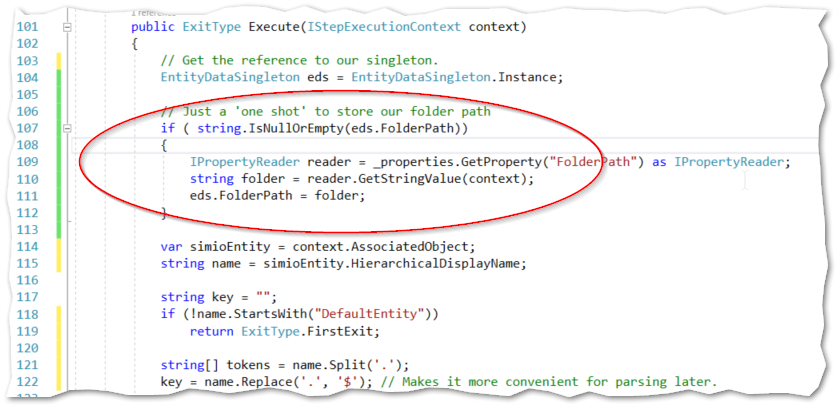 1 reference
101 public ExitType Execute(IStepExecutionContext context)
102 {
103 // Get the reference to our singleton.
104 EntityDataSingleton eds = EntityDataSingleton.Instance;
105
106 // Just a 'one shot' to store our folder path
107 if ( string.IsNullOrEmpty(eds.FolderPath))
108 {
109 IPropertyReader reader = _properties.GetProperty("FolderPath") as IPropertyReader;
110 string folder = reader.GetStringValue(context);
111 eds.FolderPath = folder;
112 }
113
114 var simioEntity = context.AssociatedObject;
115 string name = simioEntity.HierarchicalDisplayName;
116
117 string key = "";
118 if (!name.StartsWith("DefaultEntity"))
119 return ExitType.FirstExit;
120
121 string[] tokens = name.Split('.');
122 key = name.Replace('.', '$'); // Makes it more convenient for parsing later.